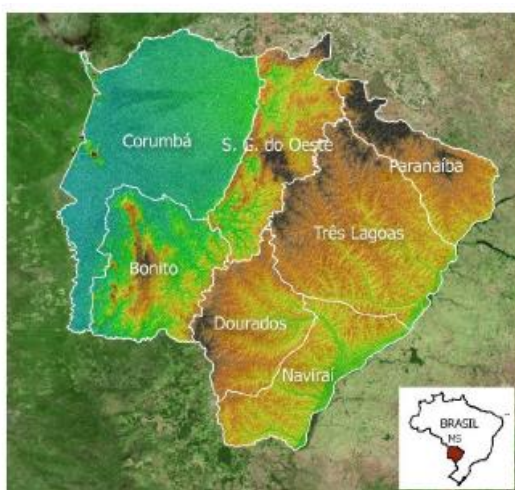 Corumbá
S. G. do Oeste
Paranaíba
Três Lagoas
Bonito
Dourados
Naviraí
BRASIL
MS